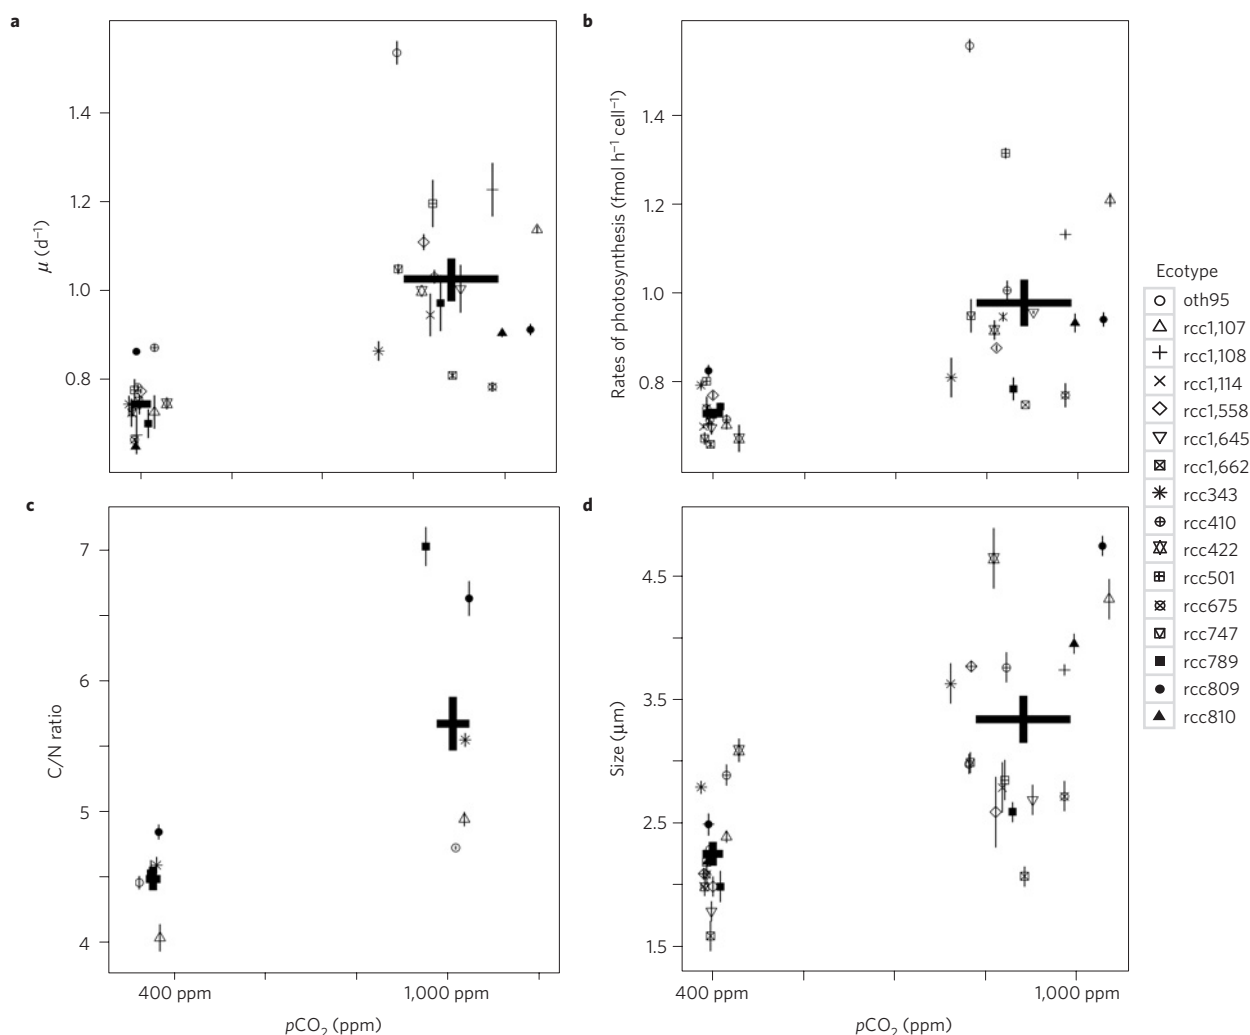 a
1.4
1.2
1.0
0.8
μ (d⁻¹)
b
1.4
1.2
1.0
0.8
Rates of photosynthesis (fmol h⁻¹ cell⁻¹)
c
7
6
5
4
C/N ratio
400 ppm
1,000 ppm
pCO₂ (ppm)
d
4.5
3.5
2.5
1.5
Size (μm)
400 ppm
1,000 ppm
pCO₂ (ppm)
Ecotype
oth95
rcc1,107
rcc1,108
rcc1,114
rcc1,558
rcc1,645
rcc1,662
rcc343
rcc410
rcc422
rcc501
rcc675
rcc747
rcc789
rcc809
rcc810